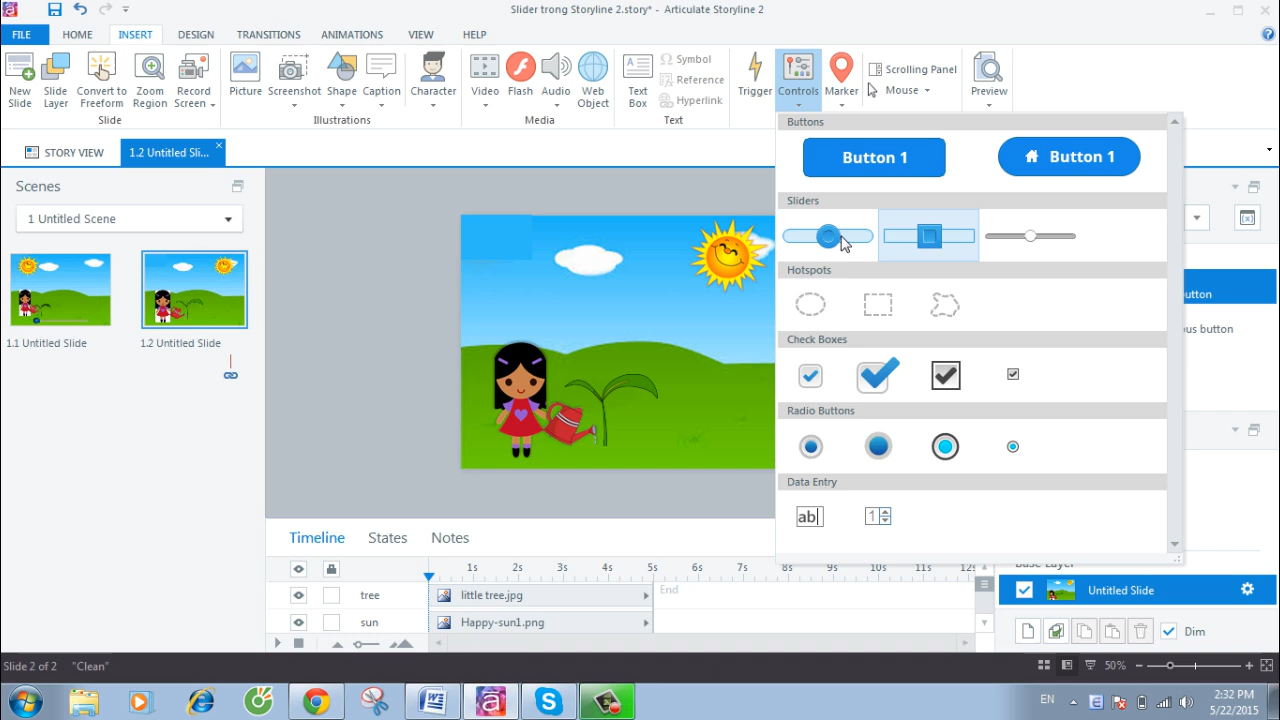 Slider trong Storyline 2.story* - Articulate Storyline 2
FILE HOME INSERT DESIGN TRANSITIONS ANIMATIONS VIEW HELP
New Slide
Slide Layer
Convert to Freeform
Zoom Region
Record Screen
Slide
Picture
Screenshot
Shape
Caption
Character
Illustrations
Video
Flash
Audio
Web Object
Media
Text Box
Symbol
Reference
Hyperlink
Text
Trigger
Controls
Marker
Scrolling Panel
Mouse
Preview
STORY VIEW
1.2 Untitled Sli...
Scenes
1 Untitled Scene
1.1 Untitled Slide
1.2 Untitled Slide
Buttons
Button 1
Button 1
Sliders
Hotspots
Check Boxes
Radio Buttons
Data Entry
ab
1
(x)
utton
us button
Timeline States Notes
1s 2s 3s 4s 5s 6s 7s 8s 9s 10s 11s 12s
tree little tree.jpg End
sun Happy-sun1.png
Base Layer
Untitled Slide
Dim
Slide 2 of 2 "Clean" 50%
EN
2:32 PM
5/22/2015